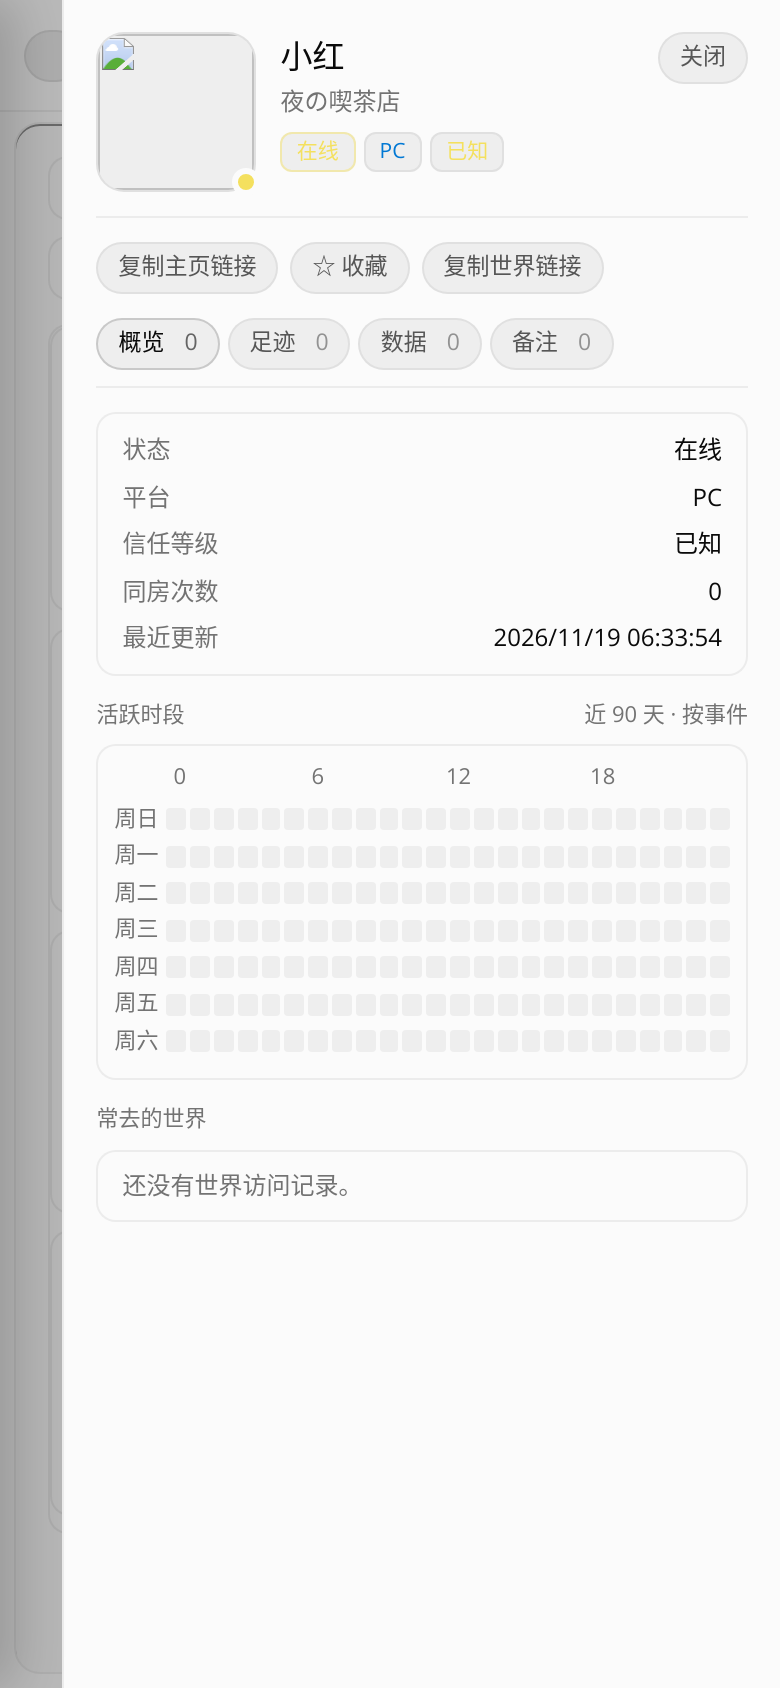 小红
关闭
夜の喫茶店
在线 PC 已知
复制主页链接 ☆ 收藏 复制世界链接
概览 0 足迹 0 数据 0 备注 0
状态 在线
平台 PC
信任等级 已知
同房次数 0
最近更新 2026/11/19 06:33:54
活跃时段 近 90 天 · 按事件
0 6 12 18
周日
周一
周二
周三
周四
周五
周六
常去的世界
还没有世界访问记录。